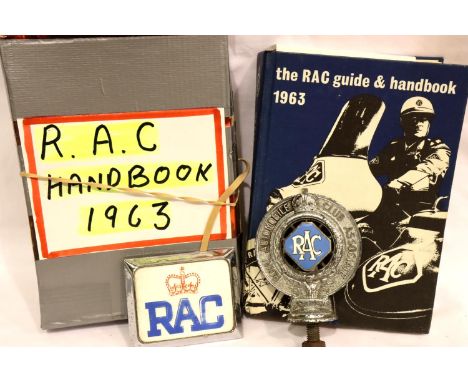 R.A.C
HANDBOOK
1963
RAC
the RAC guide & handbook
1963
RAC
RAC